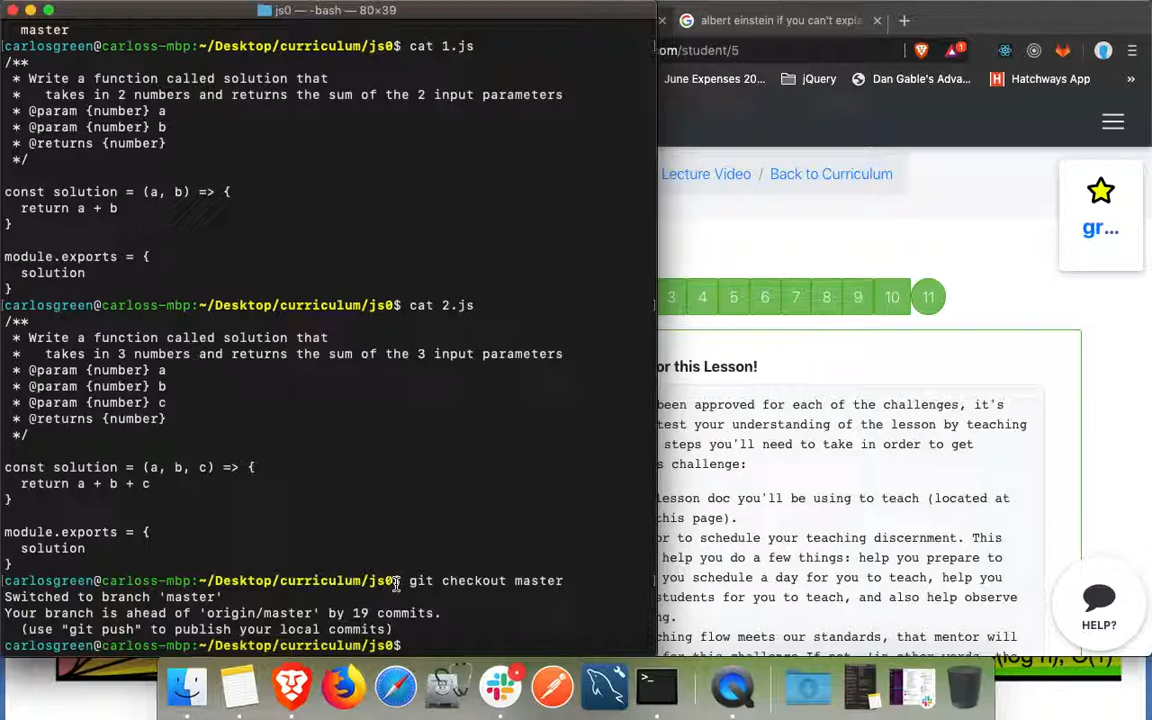 js0 — -bash — 80×39
master
carlosgreen@carloss-mbp:~/Desktop/curriculum/js0$ cat 1.js
/**
* Write a function called solution that
* takes in 2 numbers and returns the sum of the 2 input parameters
* @param {number} a
* @param {number} b
* @returns {number}
*/
const solution = (a, b) => {
return a + b
}
module.exports = {
solution
}
carlosgreen@carloss-mbp:~/Desktop/curriculum/js0$ cat 2.js
/**
* Write a function called solution that
* takes in 3 numbers and returns the sum of the 3 input parameters
* @param {number} a
* @param {number} b
* @param {number} c
* @returns {number}
*/
const solution = (a, b, c) => {
return a + b + c
}
module.exports = {
solution
}
carlosgreen@carloss-mbp:~/Desktop/curriculum/js0$ git checkout master
Switched to branch 'master'
Your branch is ahead of 'origin/master' by 19 commits.
(use "git push" to publish your local commits)
carlosgreen@carloss-mbp:~/Desktop/curriculum/js0$
albert einstein if you can't expla
com/student/5
1
June Expenses 20... jQuery Dan Gable's Adva... Hatchways App »
Lecture Video / Back to Curriculum
gr...
3 4 5 6 7 8 9 10 11
or this Lesson!
been approved for each of the challenges, it's
test your understanding of the lesson by teaching
steps you'll need to take in order to get
challenge:
lesson doc you'll be using to teach (located at
this page).
or to schedule your teaching discernment. This
help you do a few things: help you prepare to
you schedule a day for you to teach, help you
students for you to teach, and also help observe
ng.
ching flow meets our standards, that mentor will
HELP?